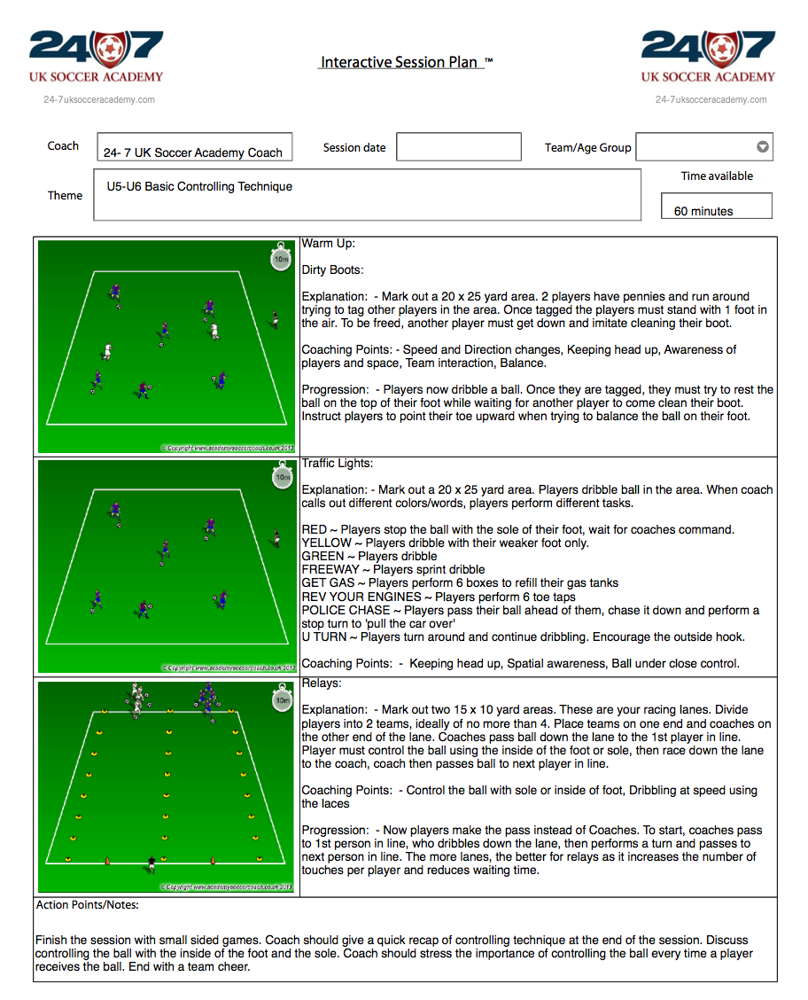 24 7
UK SOCCER ACADEMY
24-7uksocceracademy.com
Interactive Session Plan ™
24 7
UK SOCCER ACADEMY
24-7uksocceracademy.com
Coach
24- 7 UK Soccer Academy Coach
Session date
Team/Age Group
Theme
U5-U6 Basic Controlling Technique
Time available
60 minutes
10m
© Copyright www.academysoccercoach.co.uk 2013
Warm Up:
Dirty Boots:
Explanation:  - Mark out a 20 x 25 yard area. 2 players have pennies and run around
trying to tag other players in the area. Once tagged the players must stand with 1 foot in
the air. To be freed, another player must get down and imitate cleaning their boot.
Coaching Points: - Speed and Direction changes, Keeping head up, Awareness of
players and space, Team interaction, Balance.
Progression:  - Players now dribble a ball. Once they are tagged, they must try to rest the
ball on the top of their foot while waiting for another player to come clean their boot.
Instruct players to point their toe upward when trying to balance the ball on their foot.
10m
© Copyright www.academysoccercoach.co.uk 2013
Traffic Lights:
Explanation: - Mark out a 20 x 25 yard area. Players dribble ball in the area. When coach
calls out different colors/words, players perform different tasks.
RED ~ Players stop the ball with the sole of their foot, wait for coaches command.
YELLOW ~ Players dribble with their weaker foot only.
GREEN ~ Players dribble
FREEWAY ~ Players sprint dribble
GET GAS ~ Players perform 6 boxes to refill their gas tanks
REV YOUR ENGINES ~ Players perform 6 toe taps
POLICE CHASE ~ Players pass their ball ahead of them, chase it down and perform a
stop turn to 'pull the car over'
U TURN ~ Players turn around and continue dribbling. Encourage the outside hook.
Coaching Points:  -  Keeping head up, Spatial awareness, Ball under close control.
10m
© Copyright www.academysoccercoach.co.uk 2013
Relays:
Explanation:  - Mark out two 15 x 10 yard areas. These are your racing lanes. Divide
players into 2 teams, ideally of no more than 4. Place teams on one end and coaches on
the other end of the lane. Coaches pass ball down the lane to the 1st player in line.
Player must control the ball using the inside of the foot or sole, then race down the lane
to the coach, coach then passes ball to next player in line.
Coaching Points:  - Control the ball with sole or inside of foot, Dribbling at speed using
the laces
Progression:  - Now players make the pass instead of Coaches. To start, coaches pass
to 1st person in line, who dribbles down the lane, then performs a turn and passes to
next person in line. The more lanes, the better for relays as it increases the number of
touches per player and reduces waiting time.
Action Points/Notes:
Finish the session with small sided games. Coach should give a quick recap of controlling technique at the end of the session. Discuss
controlling the ball with the inside of the foot and the sole. Coach should stress the importance of controlling the ball every time a player
receives the ball. End with a team cheer.